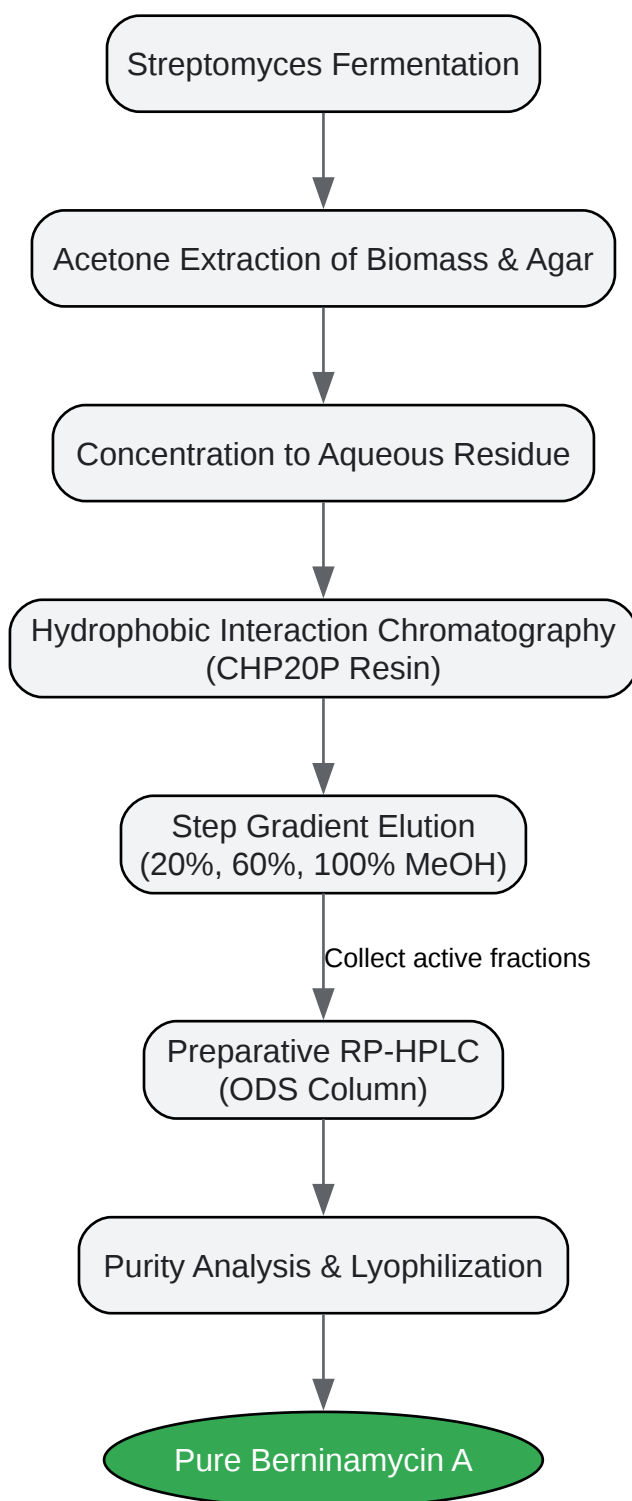 Streptomyces Fermentation
Acetone Extraction of Biomass & Agar
Concentration to Aqueous Residue
Hydrophobic Interaction Chromatography
(CHP20P Resin)
Step Gradient Elution
(20%, 60%, 100% MeOH)
Collect active fractions
Preparative RP-HPLC
(ODS Column)
Purity Analysis & Lyophilization
Pure Berninamycin A